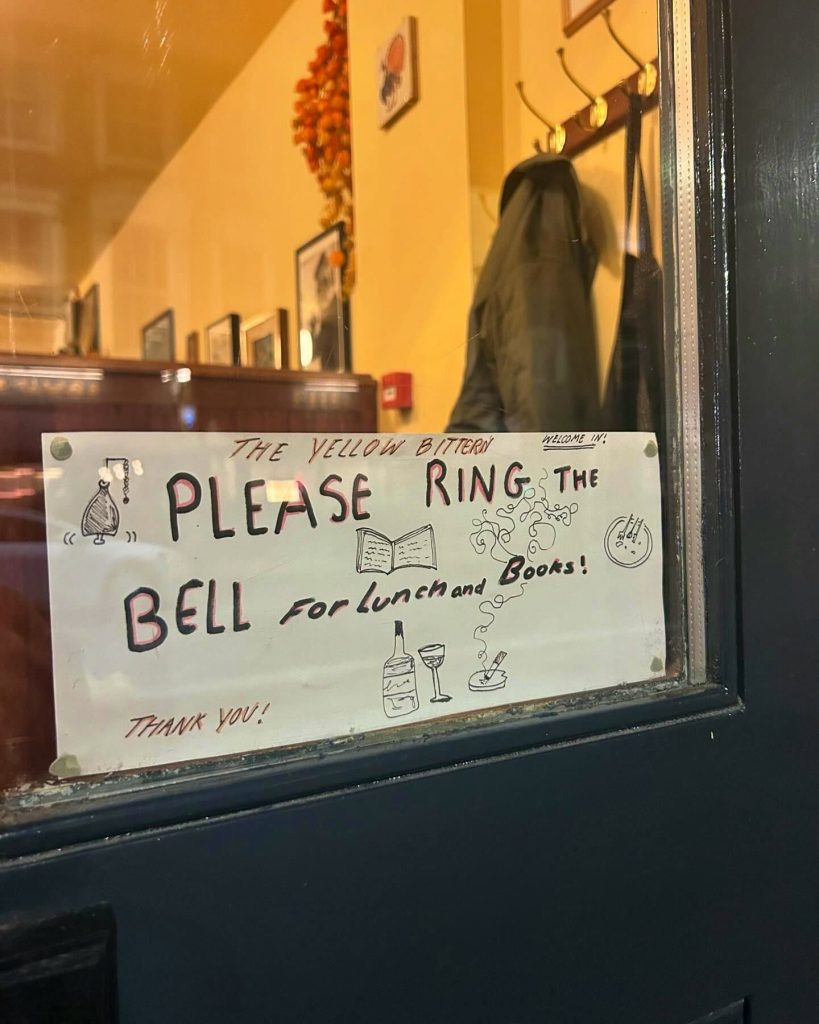 THE YELLOW BITTERN
WELCOME IN!
PLEASE RING THE
BELL FOR LUNCH and BOOKS!
THANK YOU!